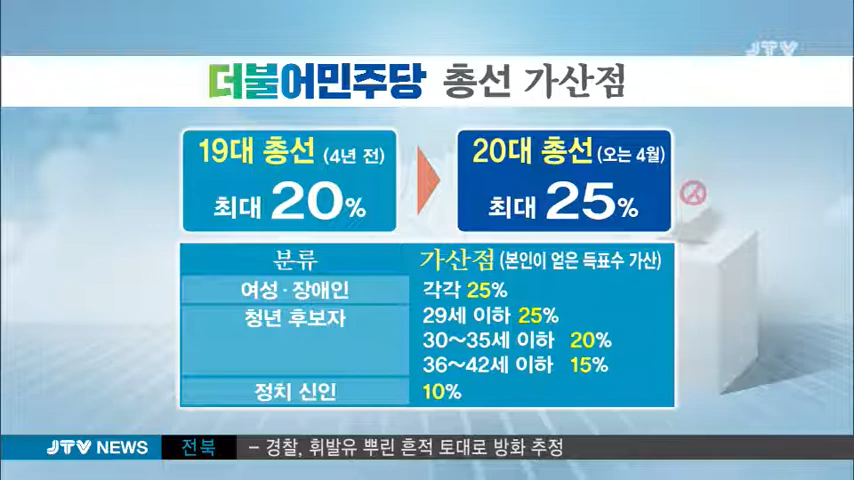 JTV
더불어민주당 총선 가산점
19대 총선 (4년 전)
최대 20%
20대 총선 (오는 4월)
최대 25%
분류 가산점 (본인이 얻은 득표수 가산)
여성·장애인 각각 25%
청년 후보자 29세 이하 25%
30~35세 이하 20%
36~42세 이하 15%
정치 신인 10%
JTV NEWS 전북 - 경찰, 휘발유 뿌린 흔적 토대로 방화 추정